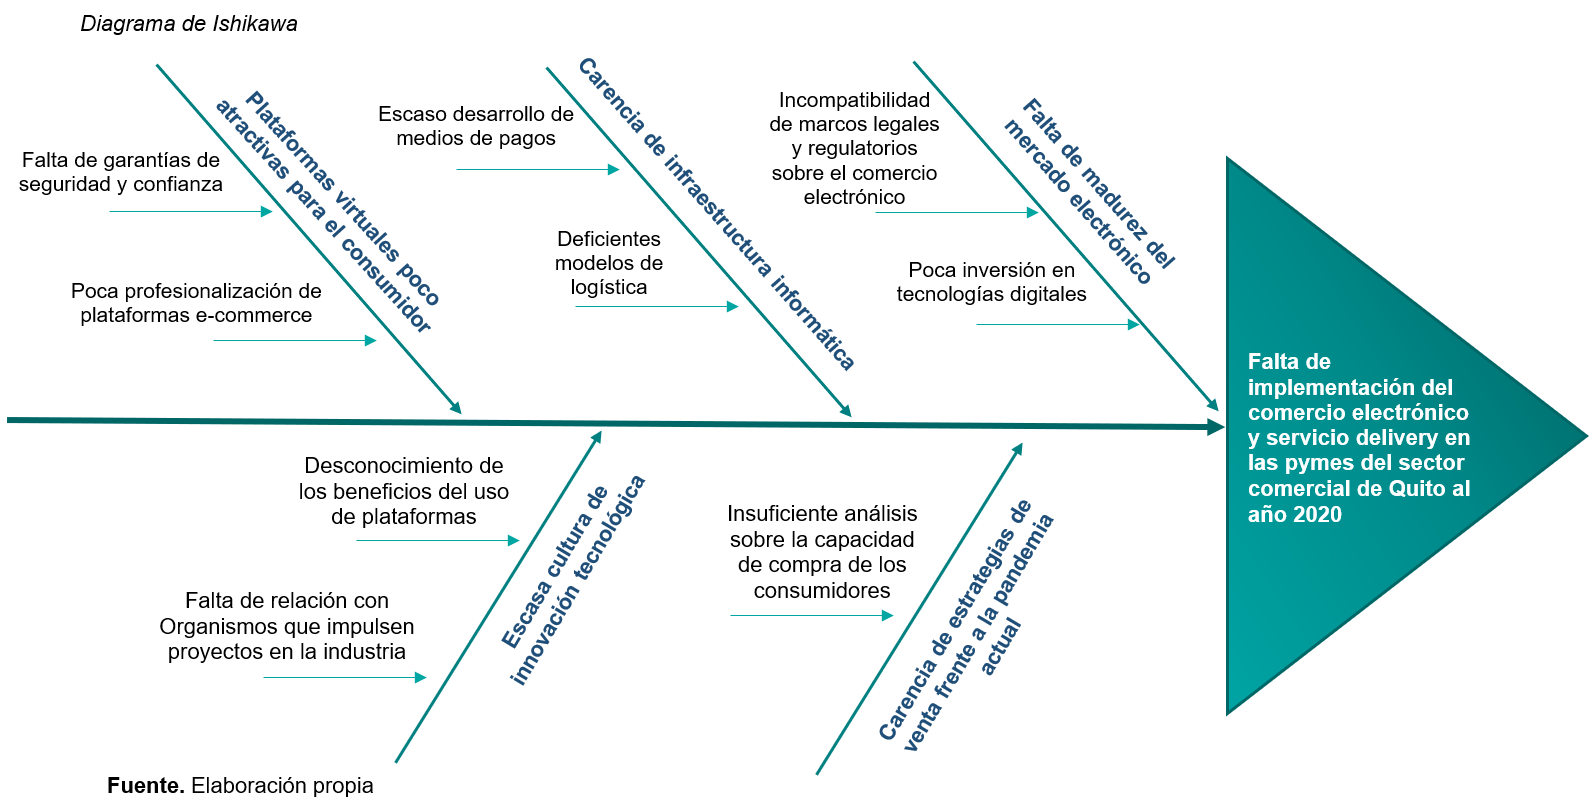 Diagrama de Ishikawa
Plataformas virtuales poco
atractivas para el consumidor
Falta de garantías de
seguridad y confianza
Poca profesionalización de
plataformas e-commerce
Carencia de infraestructura informática
Escaso desarrollo de
medios de pagos
Deficientes
modelos de
logística
Falta de madurez del
mercado electrónico
Incompatibilidad
de marcos legales
y regulatorios
sobre el comercio
electrónico
Poca inversión en
tecnologías digitales
Falta de
implementación del
comercio electrónico
y servicio delivery en
las pymes del sector
comercial de Quito al
año 2020
Desconocimiento de
los beneficios del uso
de plataformas
Falta de relación con
Organismos que impulsen
proyectos en la industria
Escasa cultura de
innovación tecnológica
Insuficiente análisis
sobre la capacidad
de compra de los
consumidores
Carencia de estrategias de
venta frente a la pandemia
actual
Fuente. Elaboración propia